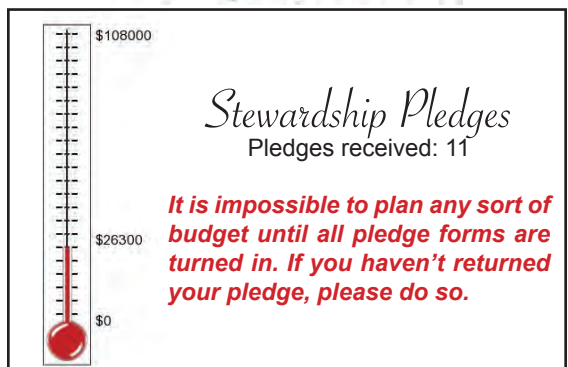 $108000
Stewardship Pledges
Pledges received: 11
It is impossible to plan any sort of
budget until all pledge forms are
turned in. If you haven't returned
your pledge, please do so.
$26300
$0